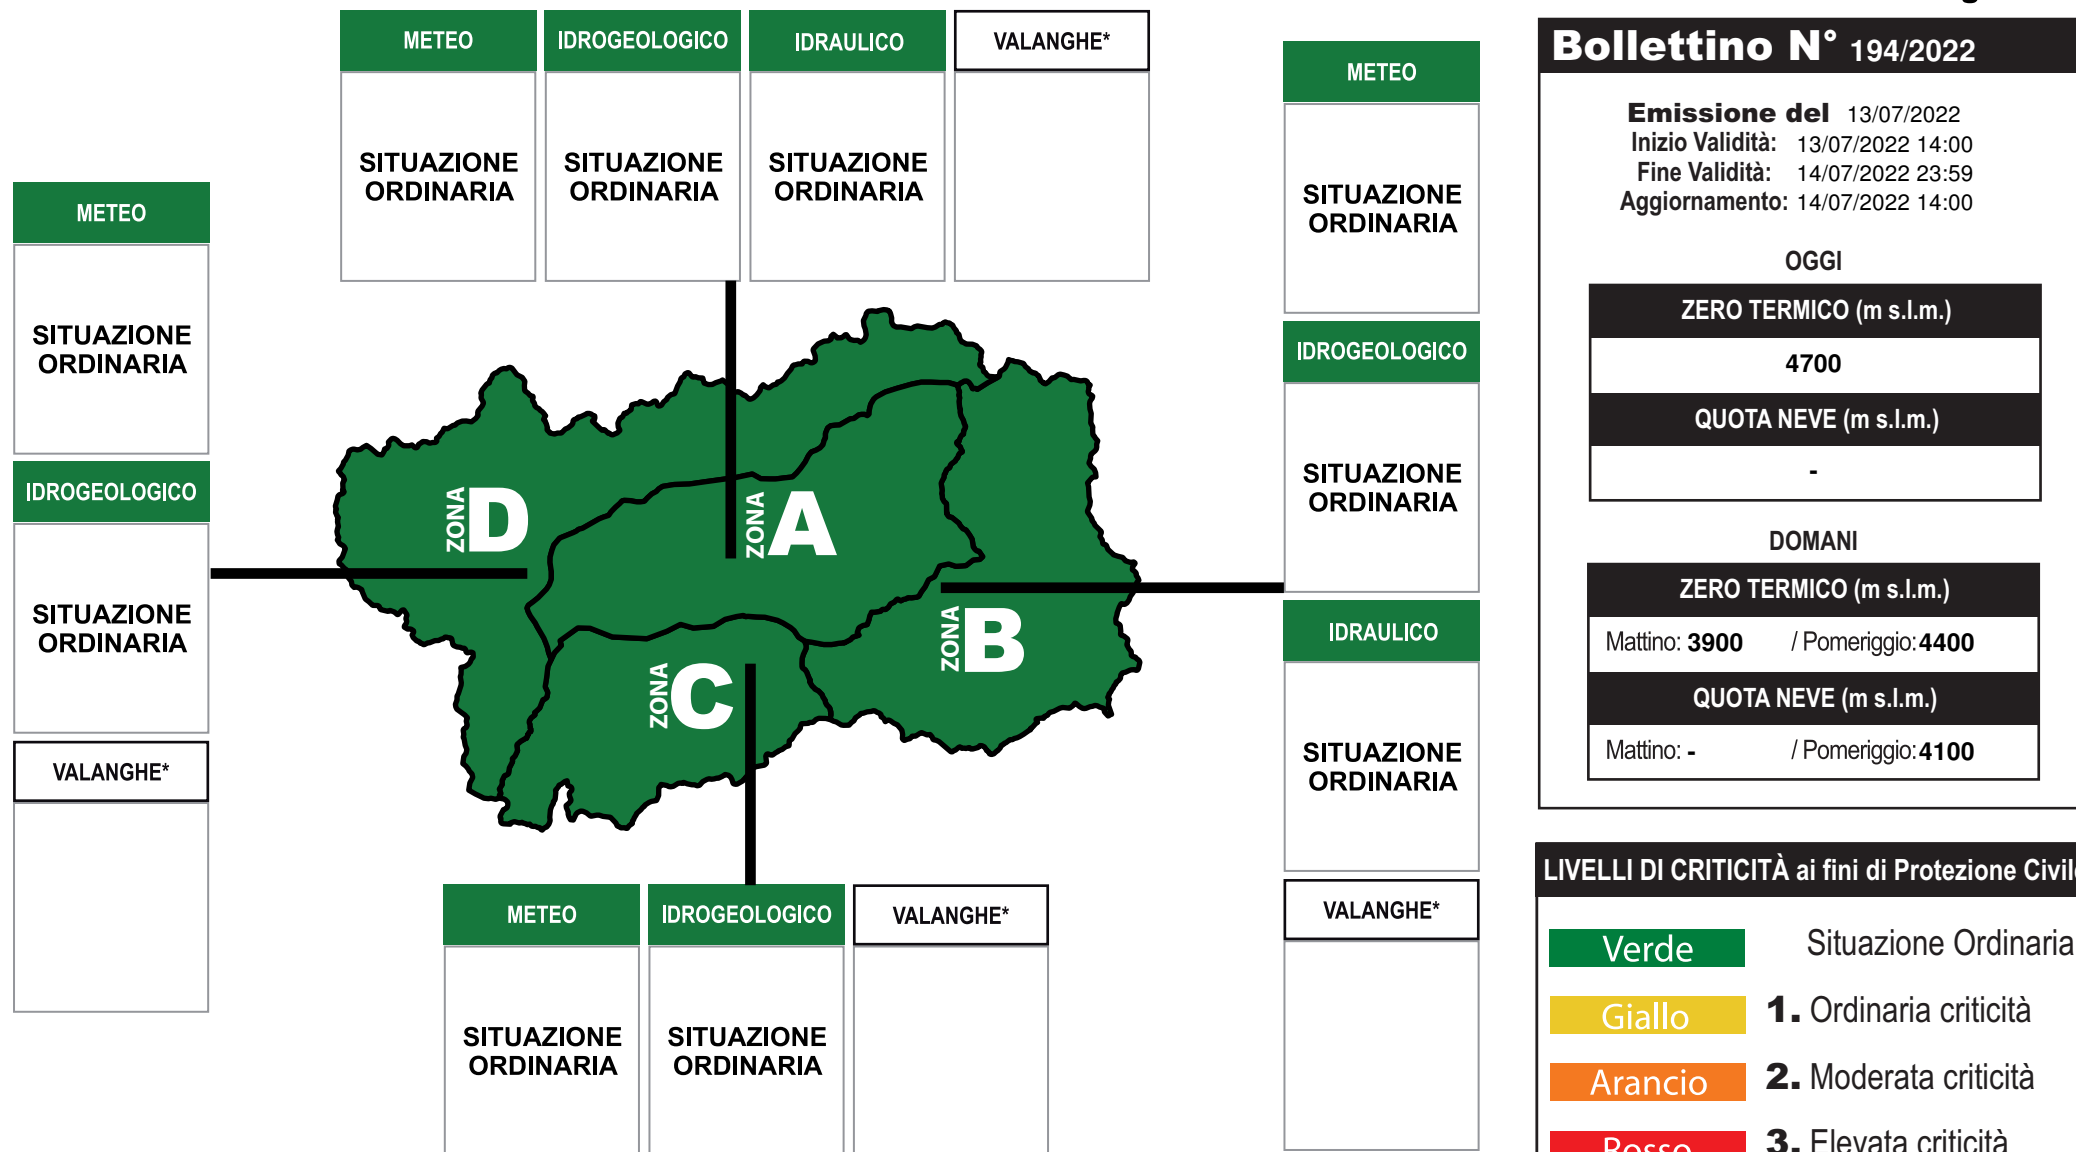 METEO IDROGEOLOGICO IDRAULICO VALANGHE*
SITUAZIONE ORDINARIA
SITUAZIONE ORDINARIA
SITUAZIONE ORDINARIA
METEO
SITUAZIONE
ORDINARIA
IDROGEOLOGICO
SITUAZIONE
ORDINARIA
VALANGHE*
ZONA D
ZONA A
ZONA B
ZONA C
METEO
SITUAZIONE
ORDINARIA
IDROGEOLOGICO
SITUAZIONE
ORDINARIA
IDRAULICO
SITUAZIONE
ORDINARIA
VALANGHE*
METEO IDROGEOLOGICO VALANGHE*
SITUAZIONE ORDINARIA
SITUAZIONE ORDINARIA
Bollettino N° 194/2022
Emissione del 13/07/2022
Inizio Validità: 13/07/2022 14:00
Fine Validità: 14/07/2022 23:59
Aggiornamento: 14/07/2022 14:00
OGGI
ZERO TERMICO (m s.l.m.)
4700
QUOTA NEVE (m s.l.m.)
-
DOMANI
ZERO TERMICO (m s.l.m.)
Mattino: 3900 / Pomeriggio: 4400
QUOTA NEVE (m s.l.m.)
Mattino: - / Pomeriggio: 4100
LIVELLI DI CRITICITÀ ai fini di Protezione Civile
Verde Situazione Ordinaria
Giallo 1. Ordinaria criticità
Arancio 2. Moderata criticità
Rosso 3. Elevata criticità